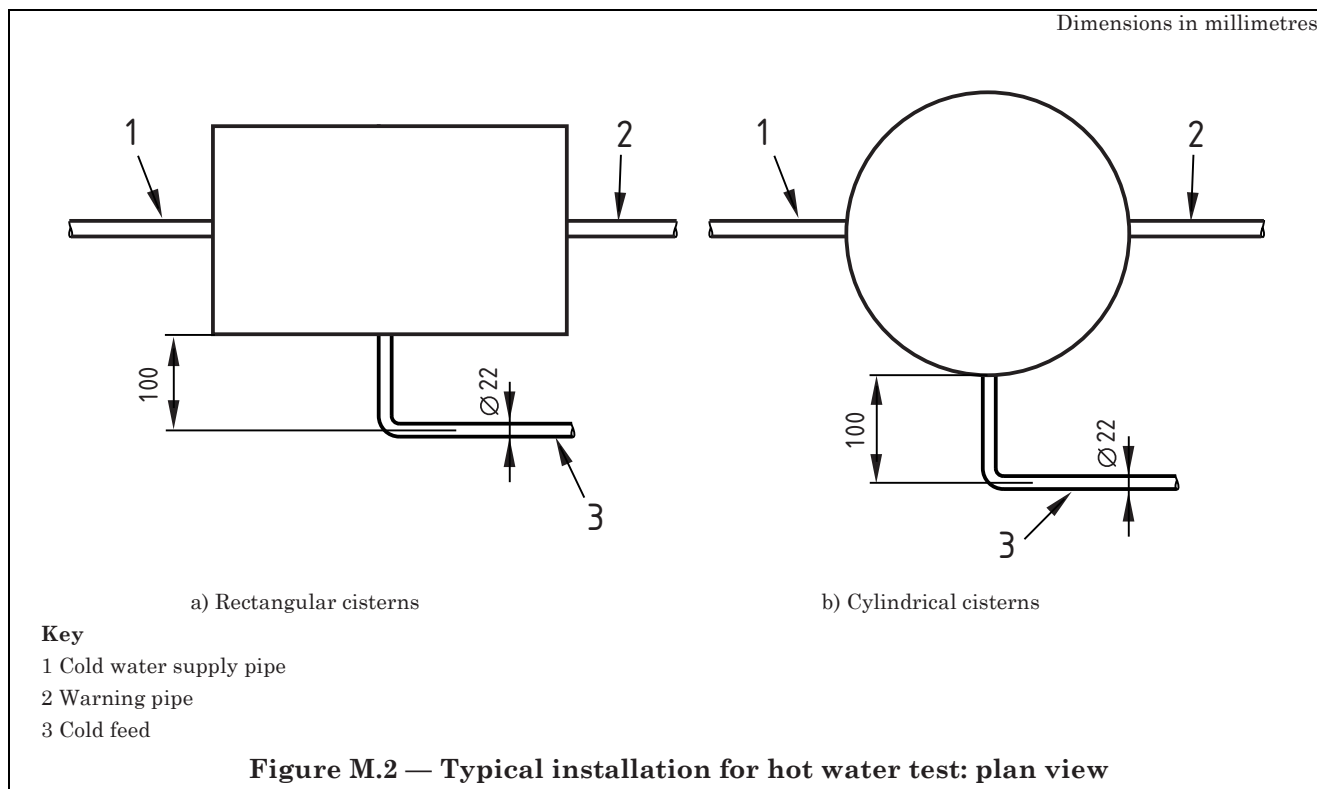 Dimensions in millimetres
1
2
100
Ø 22
3
1
2
100
Ø 22
3
a) Rectangular cisterns
b) Cylindrical cisterns
Key
1 Cold water supply pipe
2 Warning pipe
3 Cold feed
Figure M.2 — Typical installation for hot water test: plan view